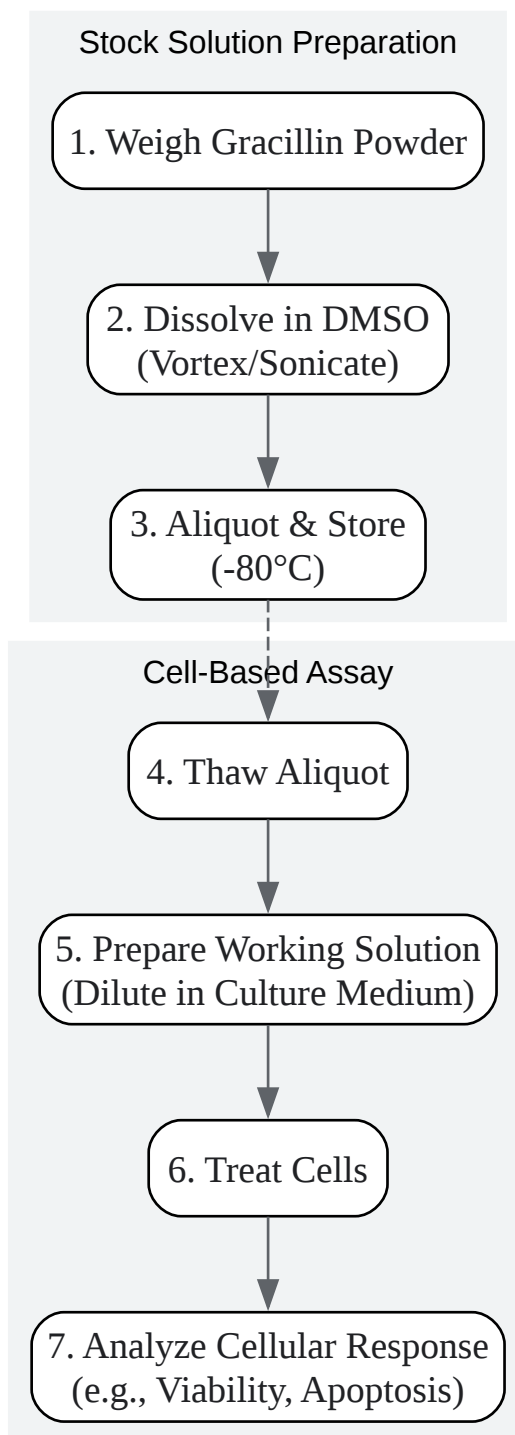 Stock Solution Preparation
1. Weigh Gracillin Powder
2. Dissolve in DMSO
(Vortex/Sonicate)
3. Aliquot & Store
(-80°C)
Cell-Based Assay
4. Thaw Aliquot
5. Prepare Working Solution
(Dilute in Culture Medium)
6. Treat Cells
7. Analyze Cellular Response
(e.g., Viability, Apoptosis)